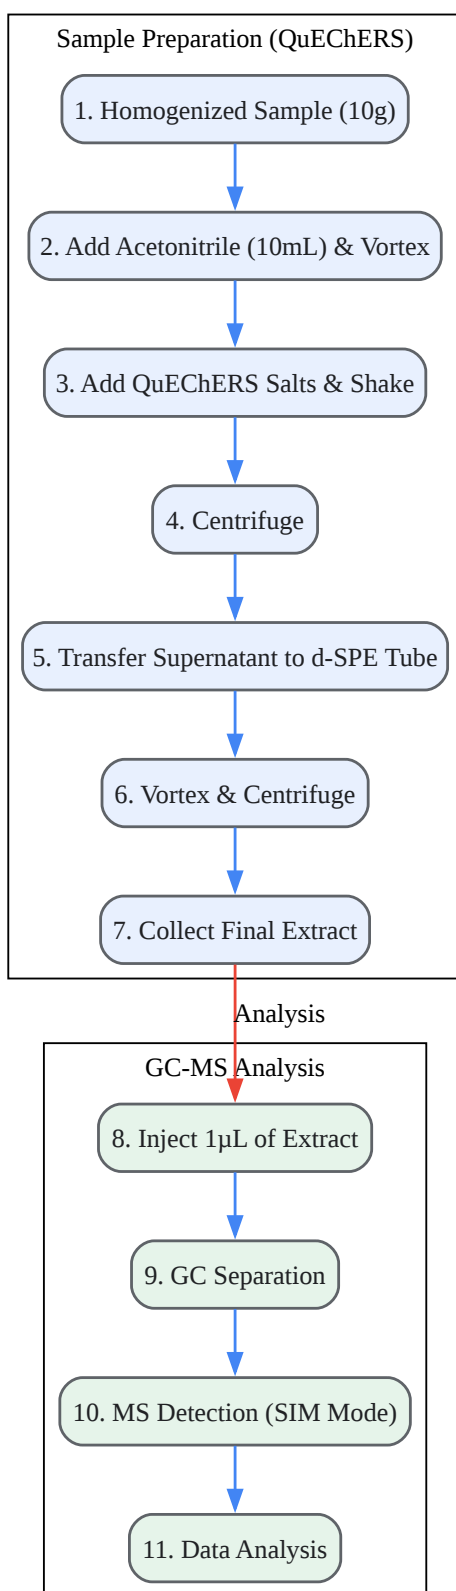 Sample Preparation (QuEChERS)
1. Homogenized Sample (10g)
2. Add Acetonitrile (10mL) & Vortex
3. Add QuEChERS Salts & Shake
4. Centrifuge
5. Transfer Supernatant to d-SPE Tube
6. Vortex & Centrifuge
7. Collect Final Extract
Analysis
GC-MS Analysis
8. Inject 1µL of Extract
9. GC Separation
10. MS Detection (SIM Mode)
11. Data Analysis